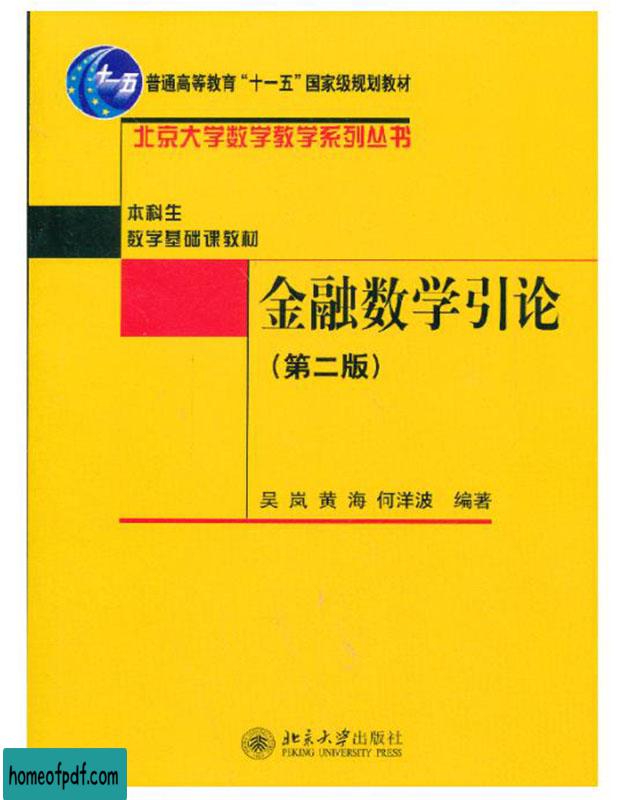 十一五
普通高等教育“十一五”国家级规划教材
北京大学数学教学系列丛书
本科生
数学基础课教材
金融数学引论
(第二版)
吴岚 黄海 何洋波 编著
北京大学出版社
PEKING UNIVERSITY PRESS
homeofpdf.com